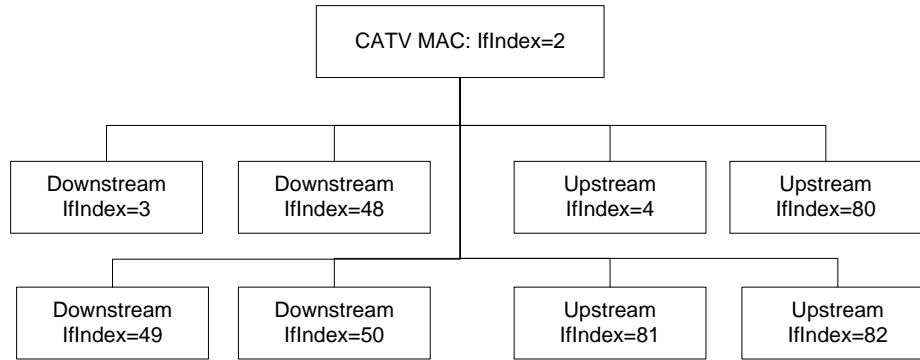 CATV MAC: IfIndex=2
Downstream
IfIndex=3
Downstream
IfIndex=48
Upstream
IfIndex=4
Upstream
IfIndex=80
Downstream
IfIndex=49
Downstream
IfIndex=50
Upstream
IfIndex=81
Upstream
IfIndex=82